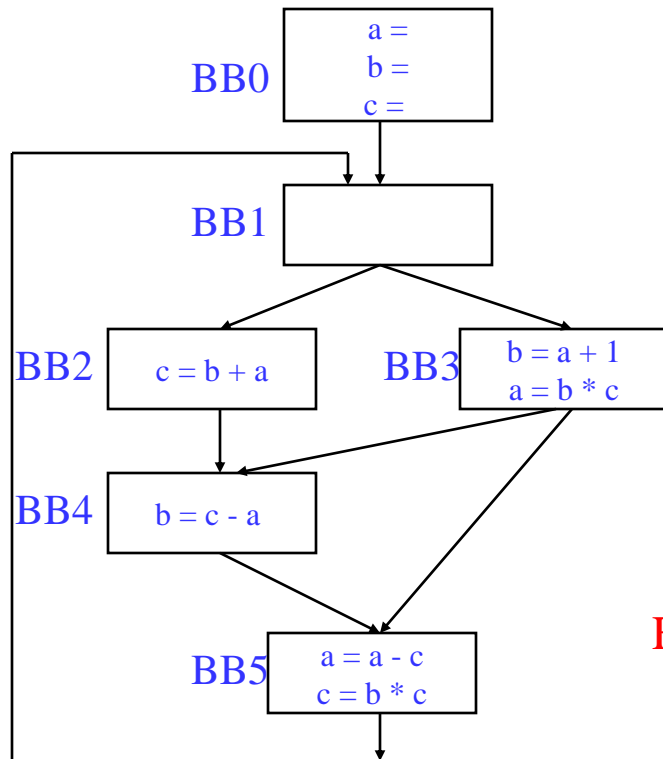 a =
b =
BB0
c =
BB1
BB2
c = b + a
BB3
b = a + 1
a = b * c
BB4
b = c - a
BB5
a = a - c
c = b * c